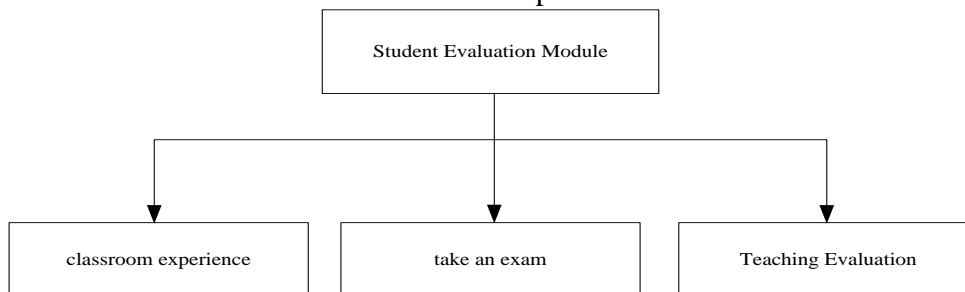 Student Evaluation Module
classroom experience
take an exam
Teaching Evaluation